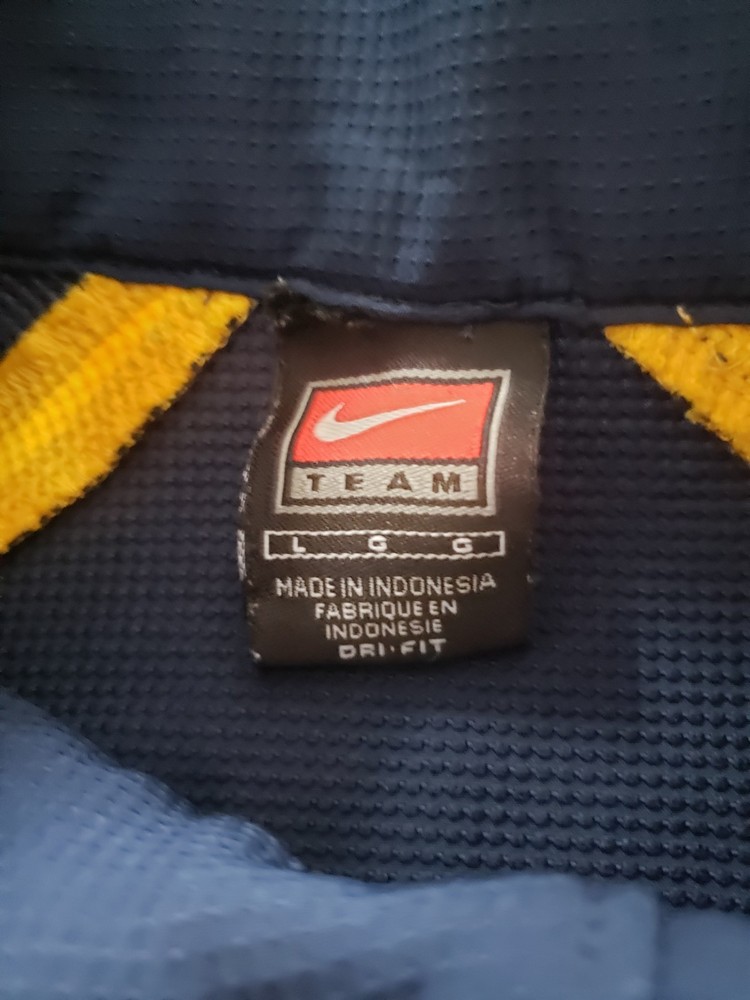 TEAM
L G G
MADE IN INDONESIA
FABRIQUE EN
INDONESIE
DRI·FIT